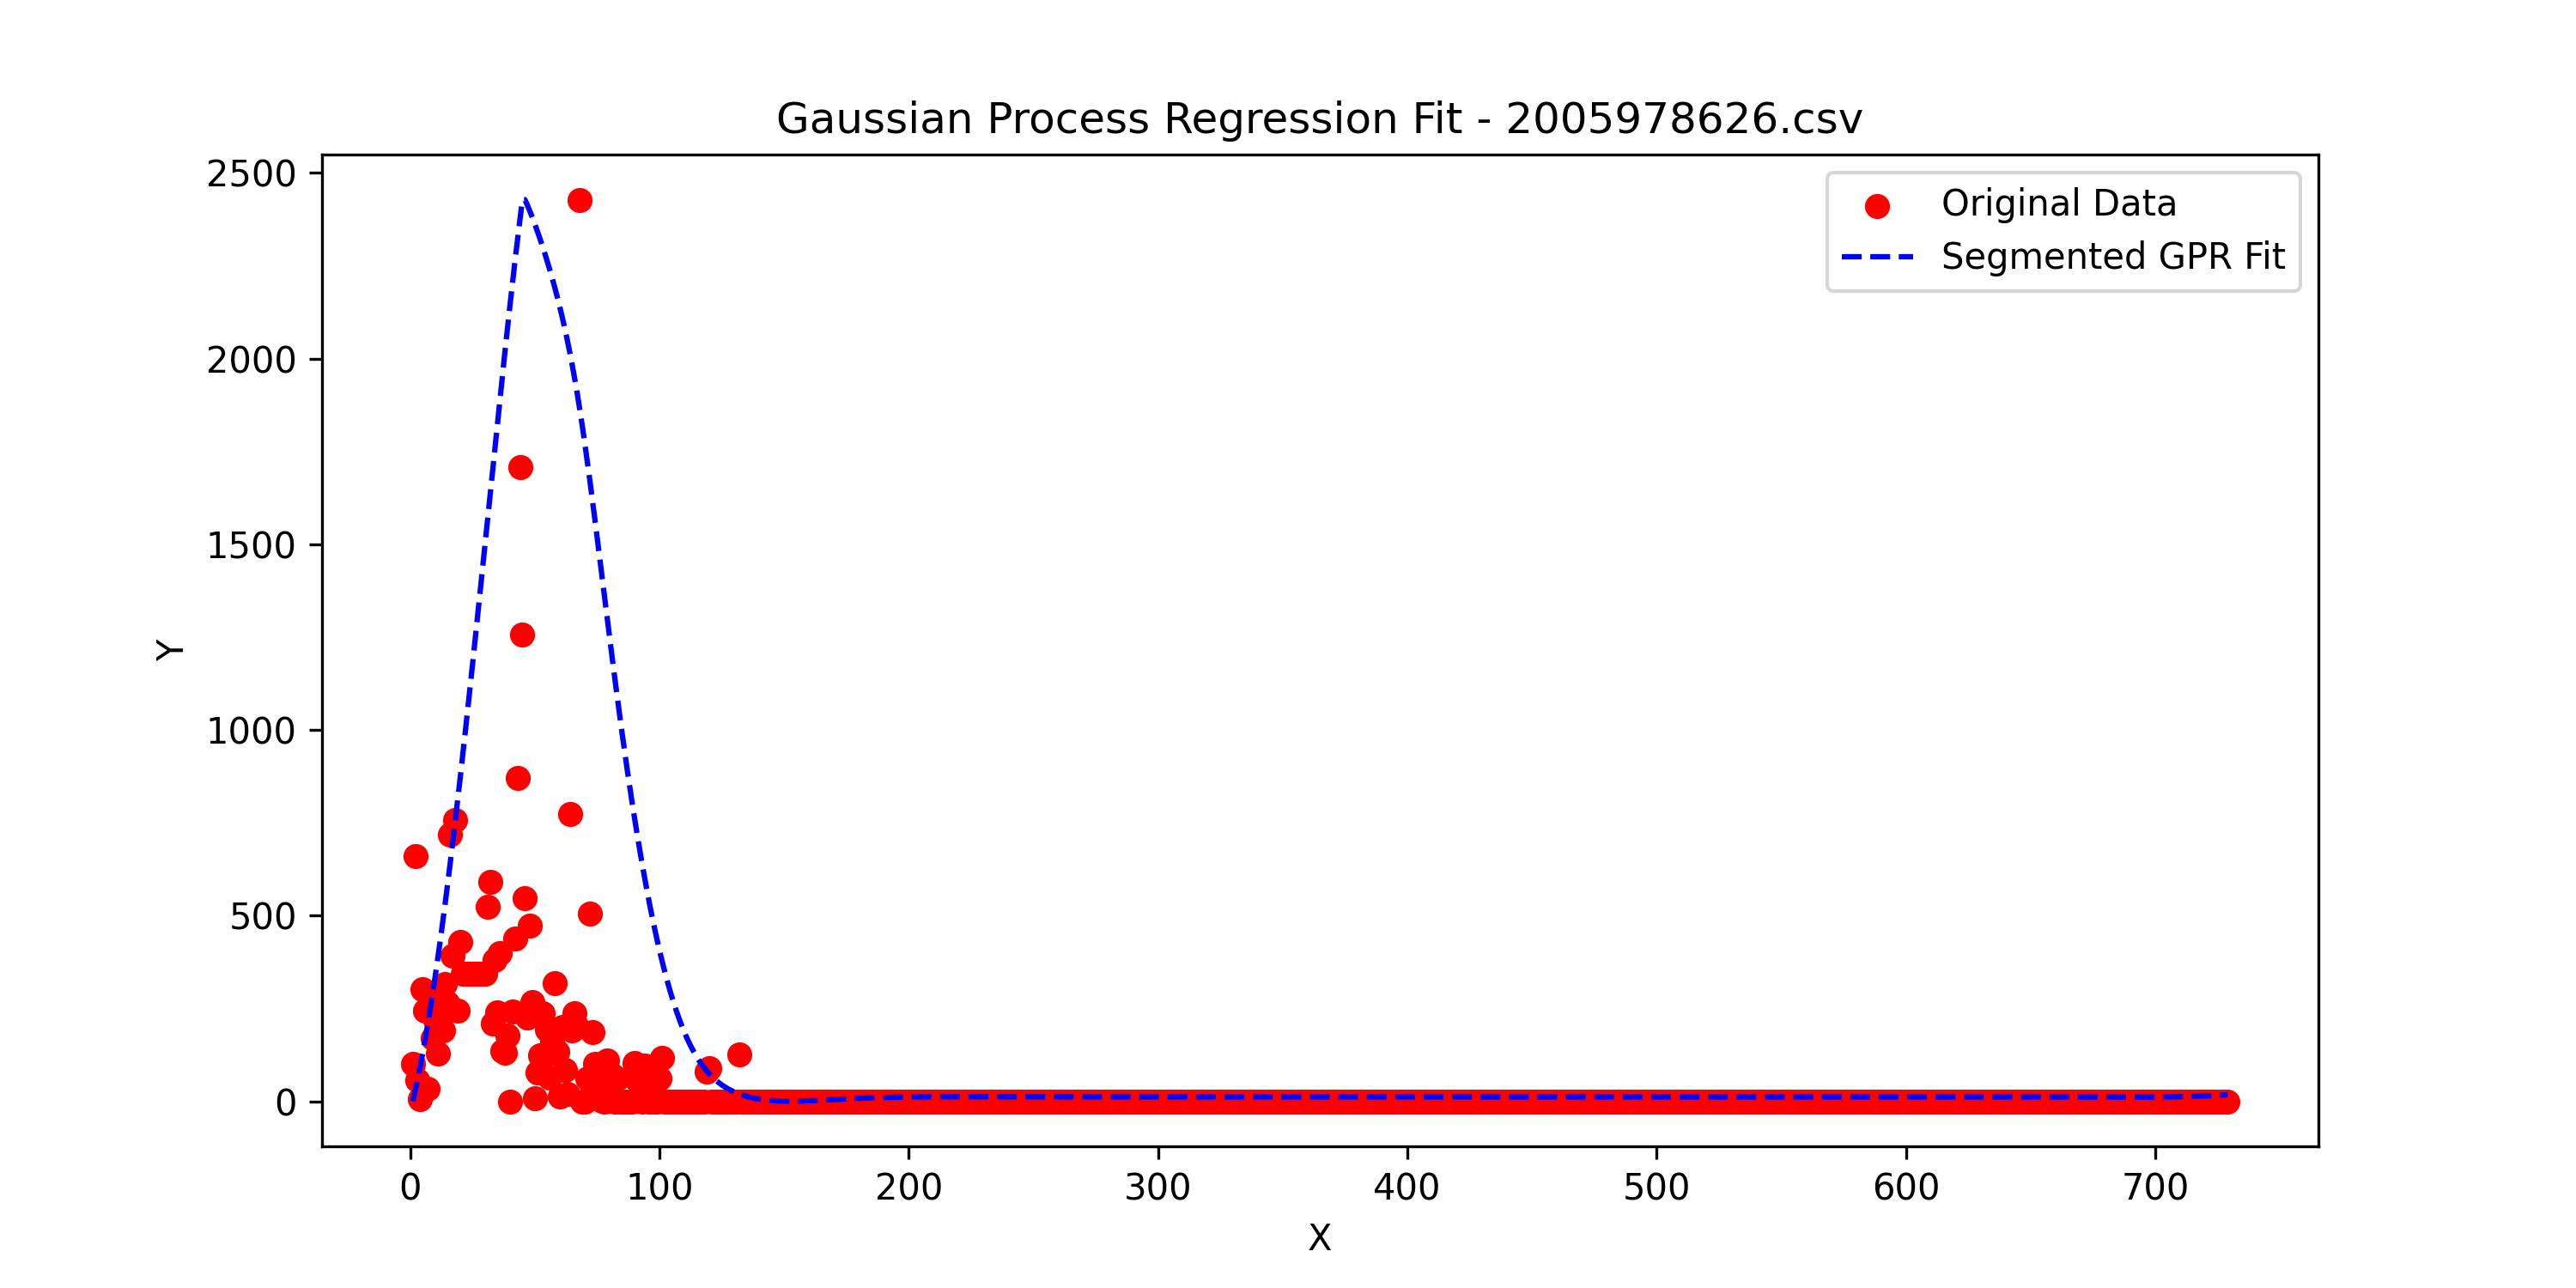 Gaussian Process Regression Fit - 2005978626.csv
Original Data
Segmented GPR Fit
2500
2000
1500
1000
500
0
Y
0 100 200 300 400 500 600 700
X